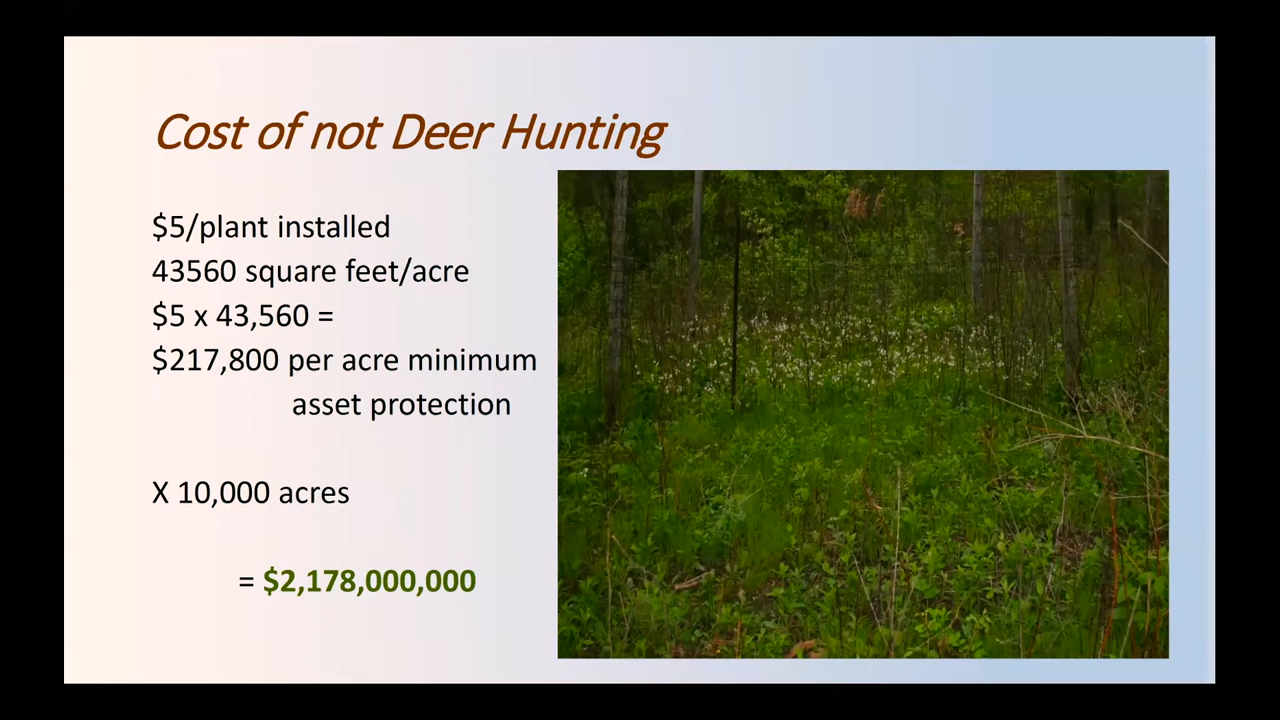 Cost of not Deer Hunting
$5/plant installed
43560 square feet/acre
$5 x 43,560 =
$217,800 per acre minimum
asset protection
X 10,000 acres
= $2,178,000,000